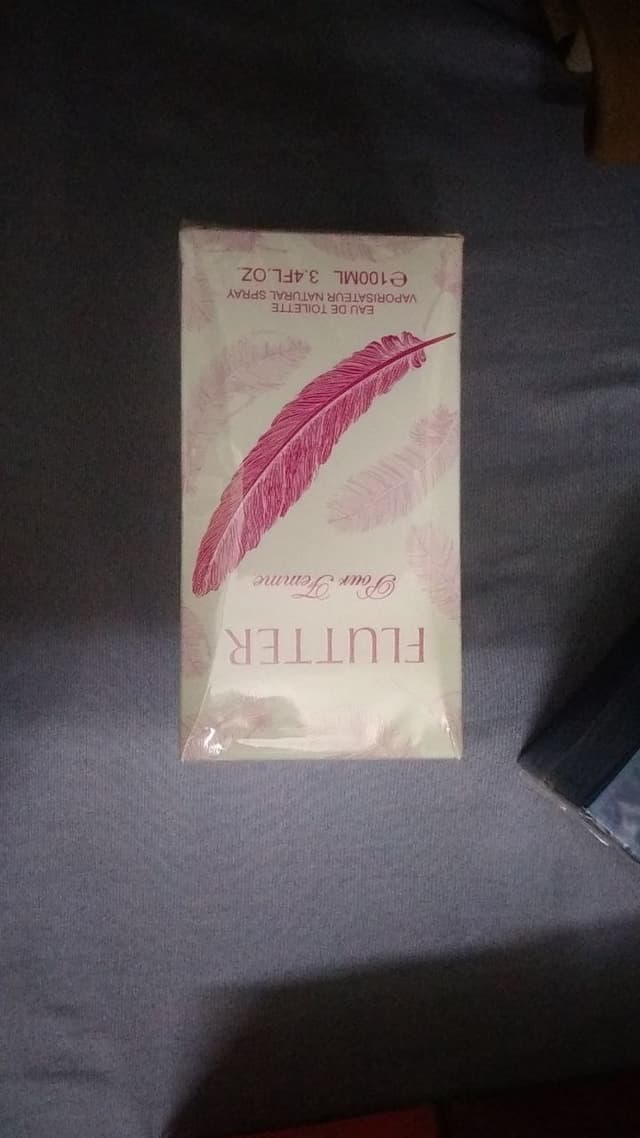 FLUTTER
Pour Femme
EAU DE TOILETTE
VAPORISATEUR NATURAL SPRAY
℮100ML 3.4FL.OZ.